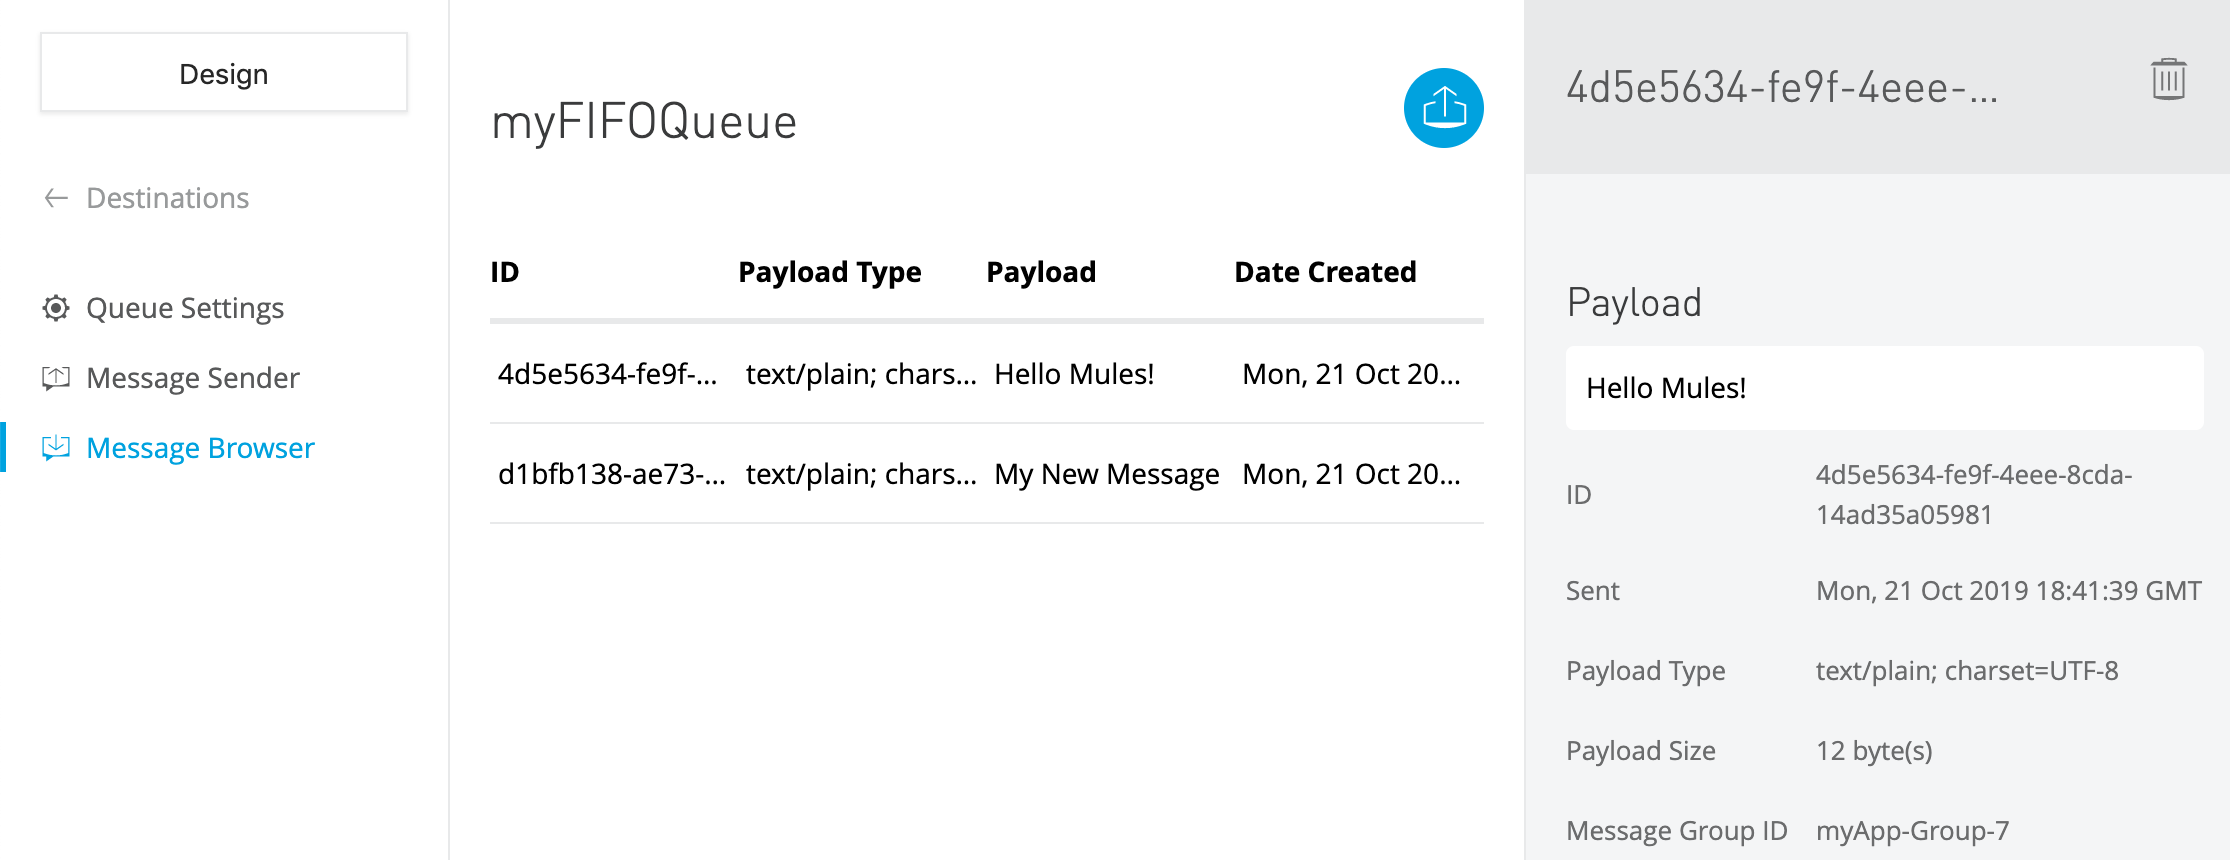 Design
Destinations
Queue Settings
Message Sender
Message Browser
myFIFOQueue
ID Payload Type Payload Date Created
4d5e5634-fe9f-... text/plain; chars... Hello Mules! Mon, 21 Oct 20...
d1bfb138-ae73-... text/plain; chars... My New Message Mon, 21 Oct 20...
4d5e5634-fe9f-4eee-...
Payload
Hello Mules!
ID 4d5e5634-fe9f-4eee-8cda-
14ad35a05981
Sent Mon, 21 Oct 2019 18:41:39 GMT
Payload Type text/plain; charset=UTF-8
Payload Size 12 byte(s)
Message Group ID myApp-Group-7